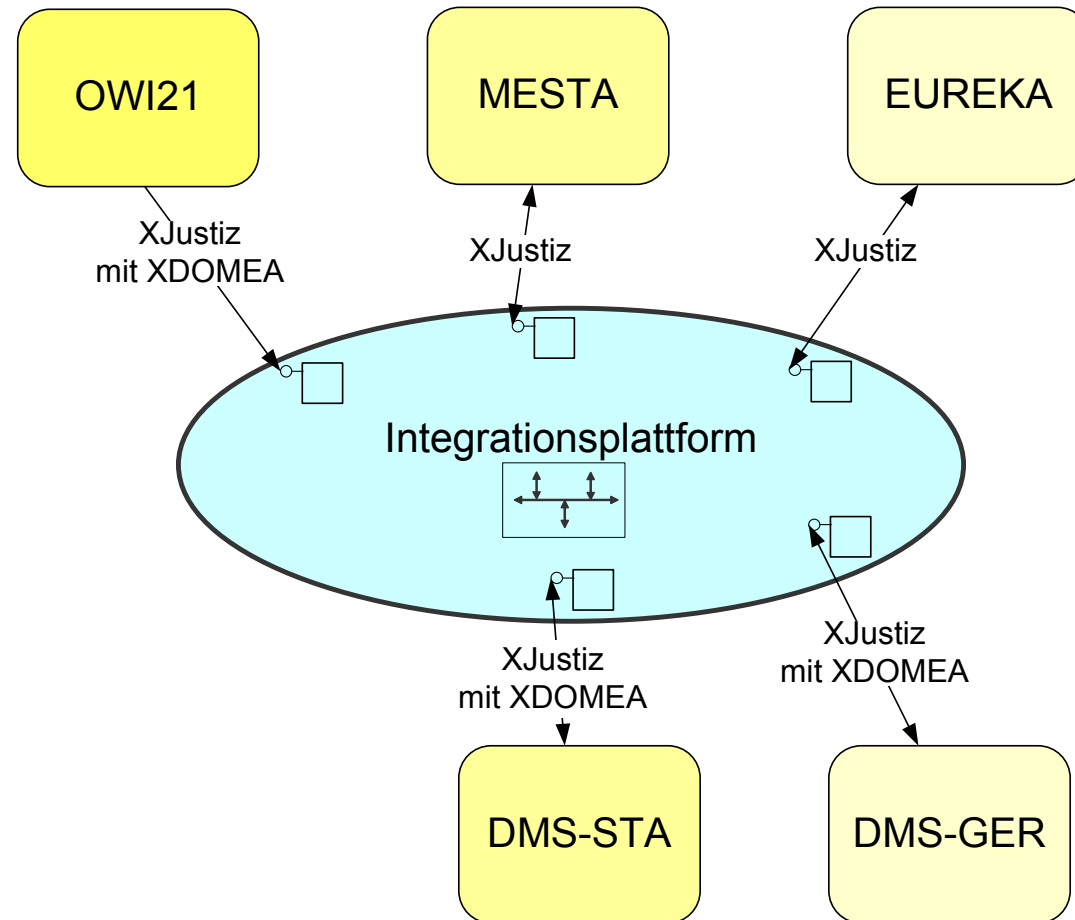 OWI21
MESTA
EUREKA
XJustiz
mit XDOMEA
XJustiz
XJustiz
Integrationsplattform
XJustiz
mit XDOMEA
XJustiz
mit XDOMEA
DMS-STA
DMS-GER